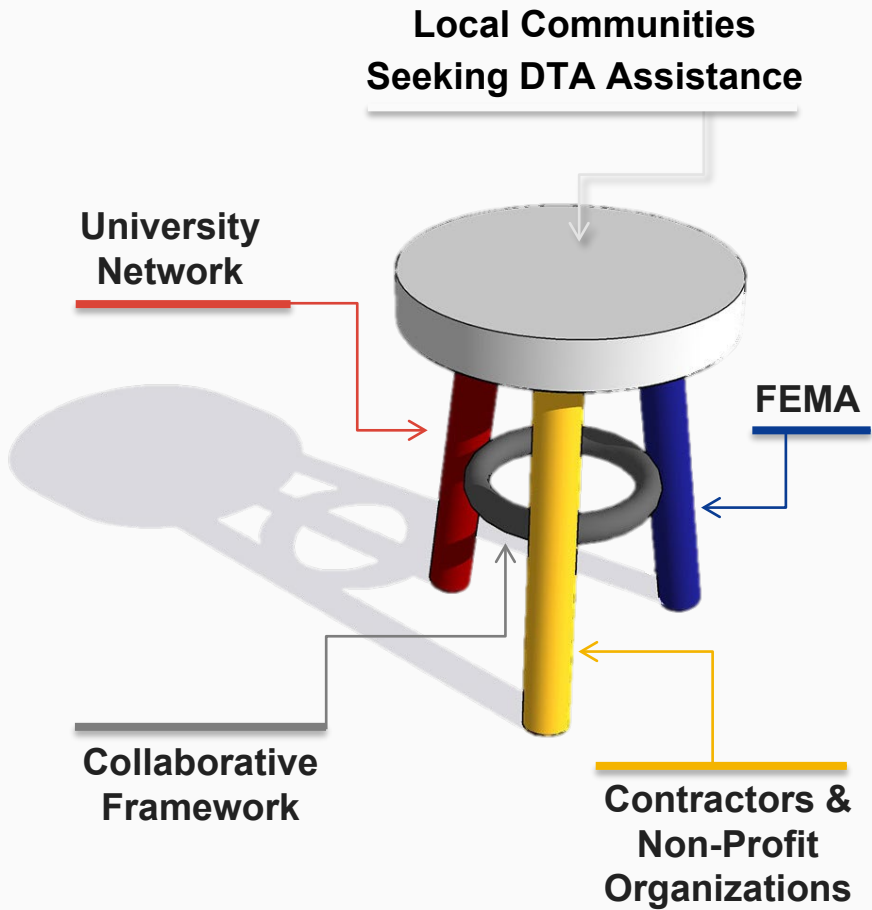 Local Communities
Seeking DTA Assistance
University
Network
FEMA
Collaborative
Framework
Contractors &
Non-Profit
Organizations